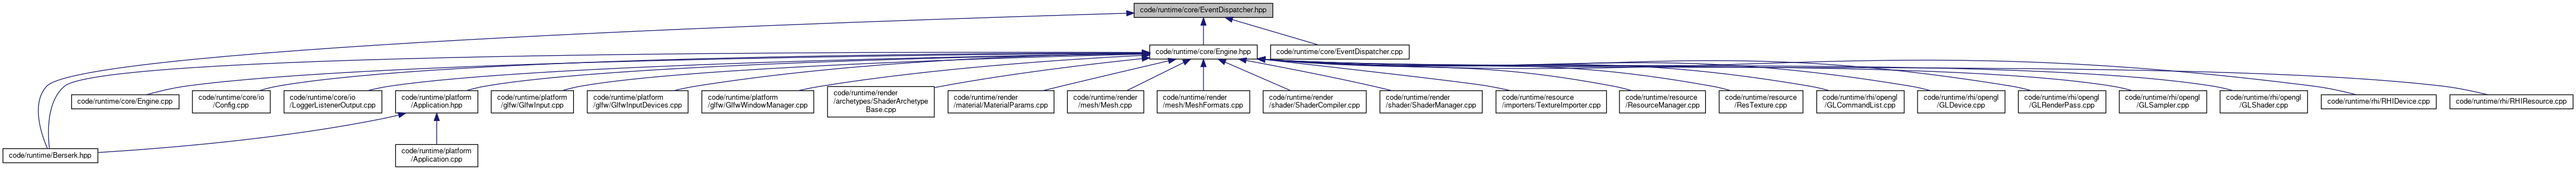 code/runtime/core/EventDispatcher.hpp
code/runtime/core/Engine.hpp
code/runtime/core/EventDispatcher.cpp
code/runtime/core/Engine.cpp
code/runtime/core/io
/Config.cpp
code/runtime/core/io
/LoggerListenerOutput.cpp
code/runtime/platform
/Application.hpp
code/runtime/platform
/glfw/GlfwInput.cpp
code/runtime/platform
/glfw/GlfwInputDevices.cpp
code/runtime/platform
/glfw/GlfwWindowManager.cpp
code/runtime/render
/archetypes/ShaderArchetype
Base.cpp
code/runtime/render
/material/MaterialParams.cpp
code/runtime/render
/mesh/Mesh.cpp
code/runtime/render
/mesh/MeshFormats.cpp
code/runtime/render
/shader/ShaderCompiler.cpp
code/runtime/render
/shader/ShaderManager.cpp
code/runtime/resource
/importers/TextureImporter.cpp
code/runtime/resource
/ResourceManager.cpp
code/runtime/resource
/ResTexture.cpp
code/runtime/rhi/opengl
/GLCommandList.cpp
code/runtime/rhi/opengl
/GLDevice.cpp
code/runtime/rhi/opengl
/GLRenderPass.cpp
code/runtime/rhi/opengl
/GLSampler.cpp
code/runtime/rhi/opengl
/GLShader.cpp
code/runtime/rhi/RHIDevice.cpp
code/runtime/rhi/RHIResource.cpp
code/runtime/Berserk.hpp
code/runtime/platform
/Application.cpp